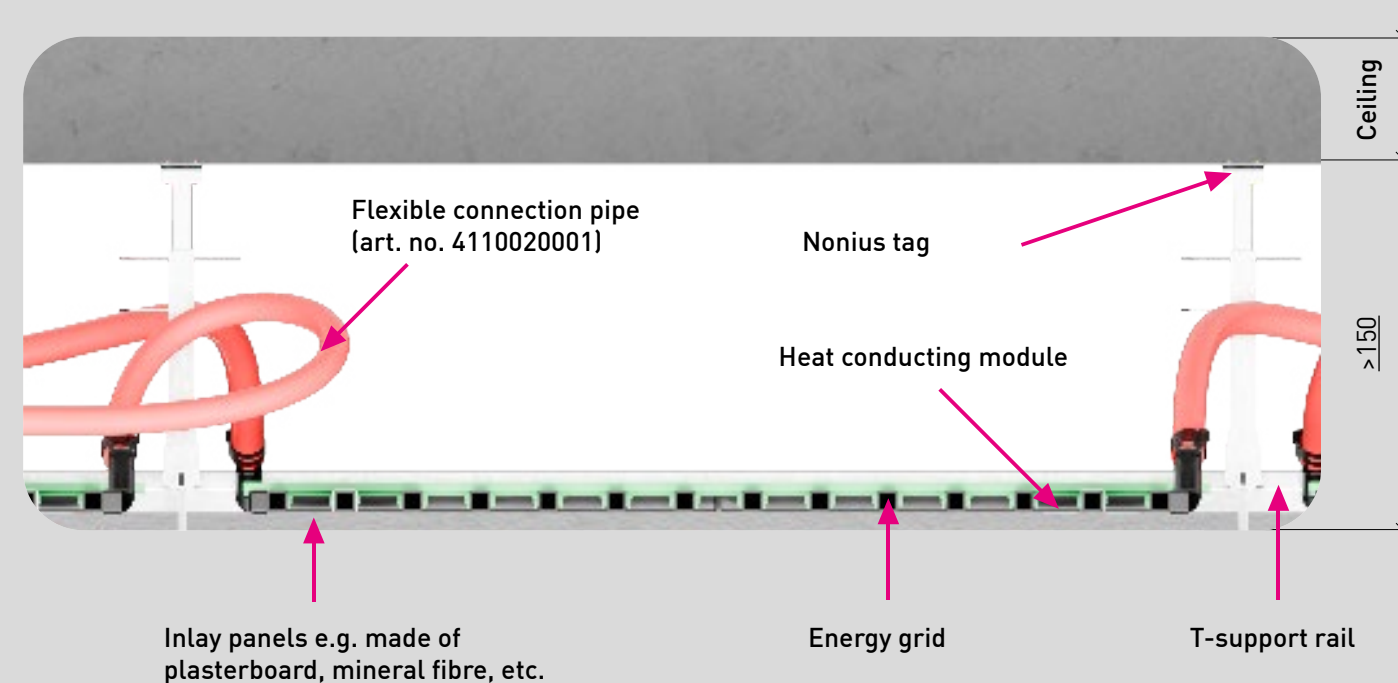 Ceiling
Flexible connection pipe
(art. no. 4110020001)
Nonius tag
>150
Heat conducting module
Inlay panels e.g. made of
plasterboard, mineral fibre, etc.
Energy grid
T-support rail